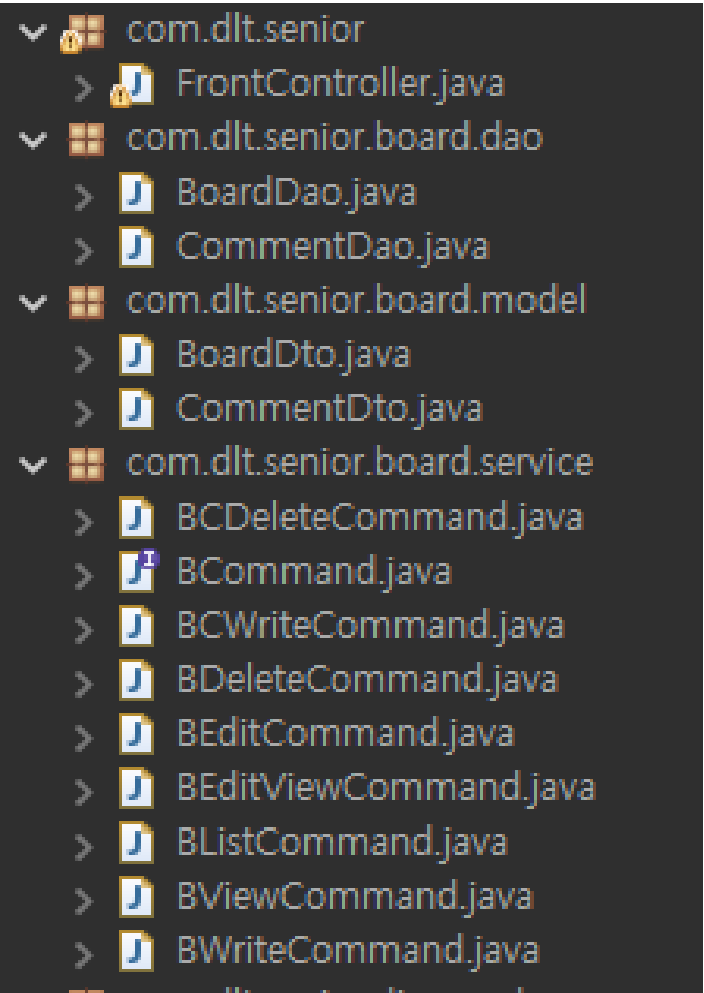 com.dlt.senior
FrontController.java
com.dlt.senior.board.dao
BoardDao.java
CommentDao.java
com.dlt.senior.board.model
BoardDto.java
CommentDto.java
com.dlt.senior.board.service
BCDeleteCommand.java
BCommand.java
BCWriteCommand.java
BDeleteCommand.java
BEditCommand.java
BEditViewCommand.java
BListCommand.java
BViewCommand.java
BWriteCommand.java